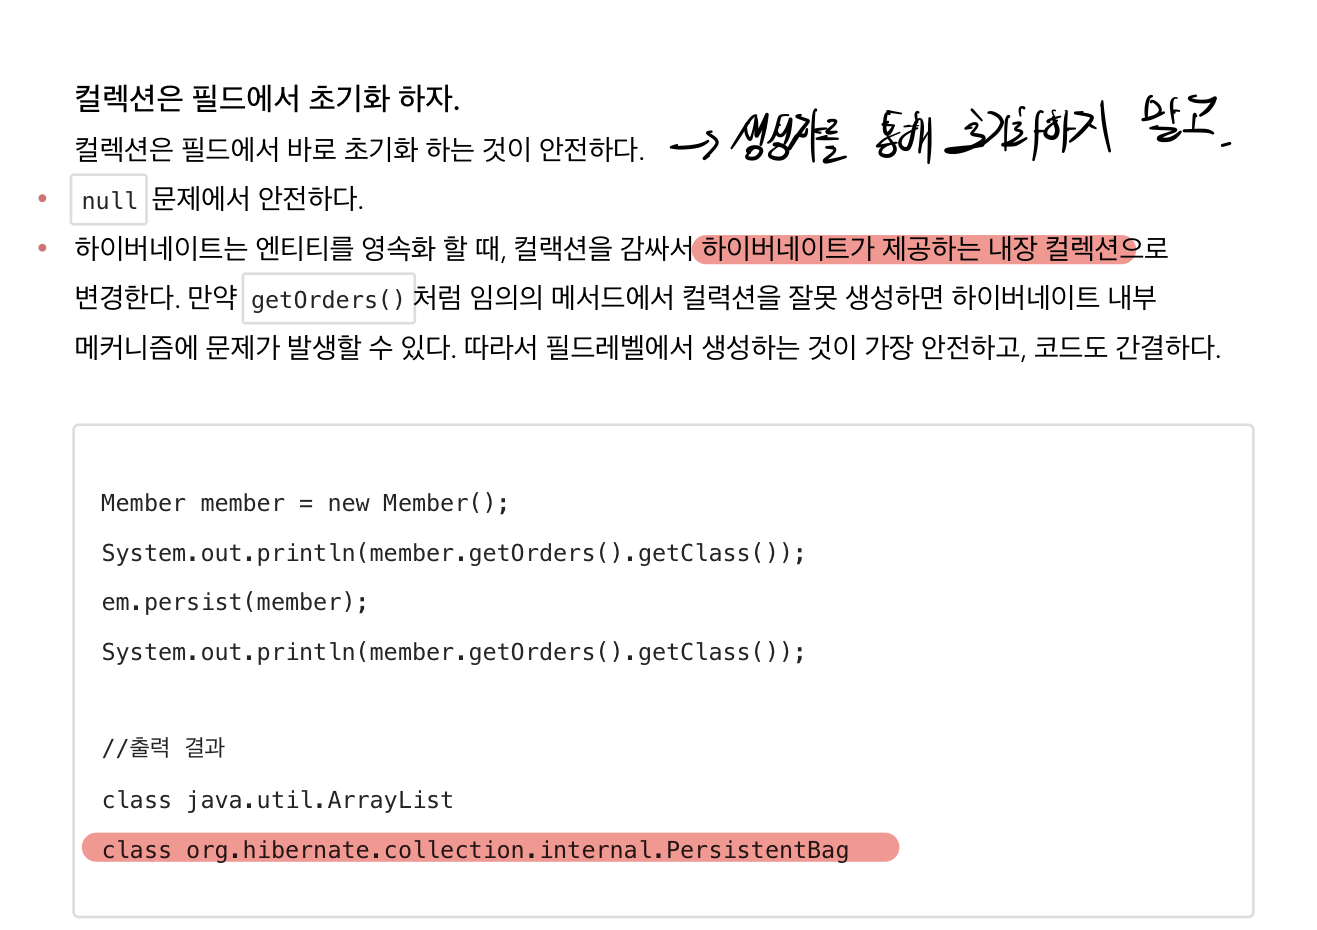 컬렉션은 필드에서 초기화 하자.
컬렉션은 필드에서 바로 초기화 하는 것이 안전하다. → 생성자를 통해 초기화하지 말고.
• null 문제에서 안전하다.
• 하이버네이트는 엔티티를 영속화 할 때, 컬랙션을 감싸서 하이버네이트가 제공하는 내장 컬렉션으로
변경한다. 만약 getOrders() 처럼 임의의 메서드에서 컬력션을 잘못 생성하면 하이버네이트 내부
메커니즘에 문제가 발생할 수 있다. 따라서 필드레벨에서 생성하는 것이 가장 안전하고, 코드도 간결하다.
Member member = new Member();
System.out.println(member.getOrders().getClass());
em.persist(member);
System.out.println(member.getOrders().getClass());
//출력 결과
class java.util.ArrayList
class org.hibernate.collection.internal.PersistentBag